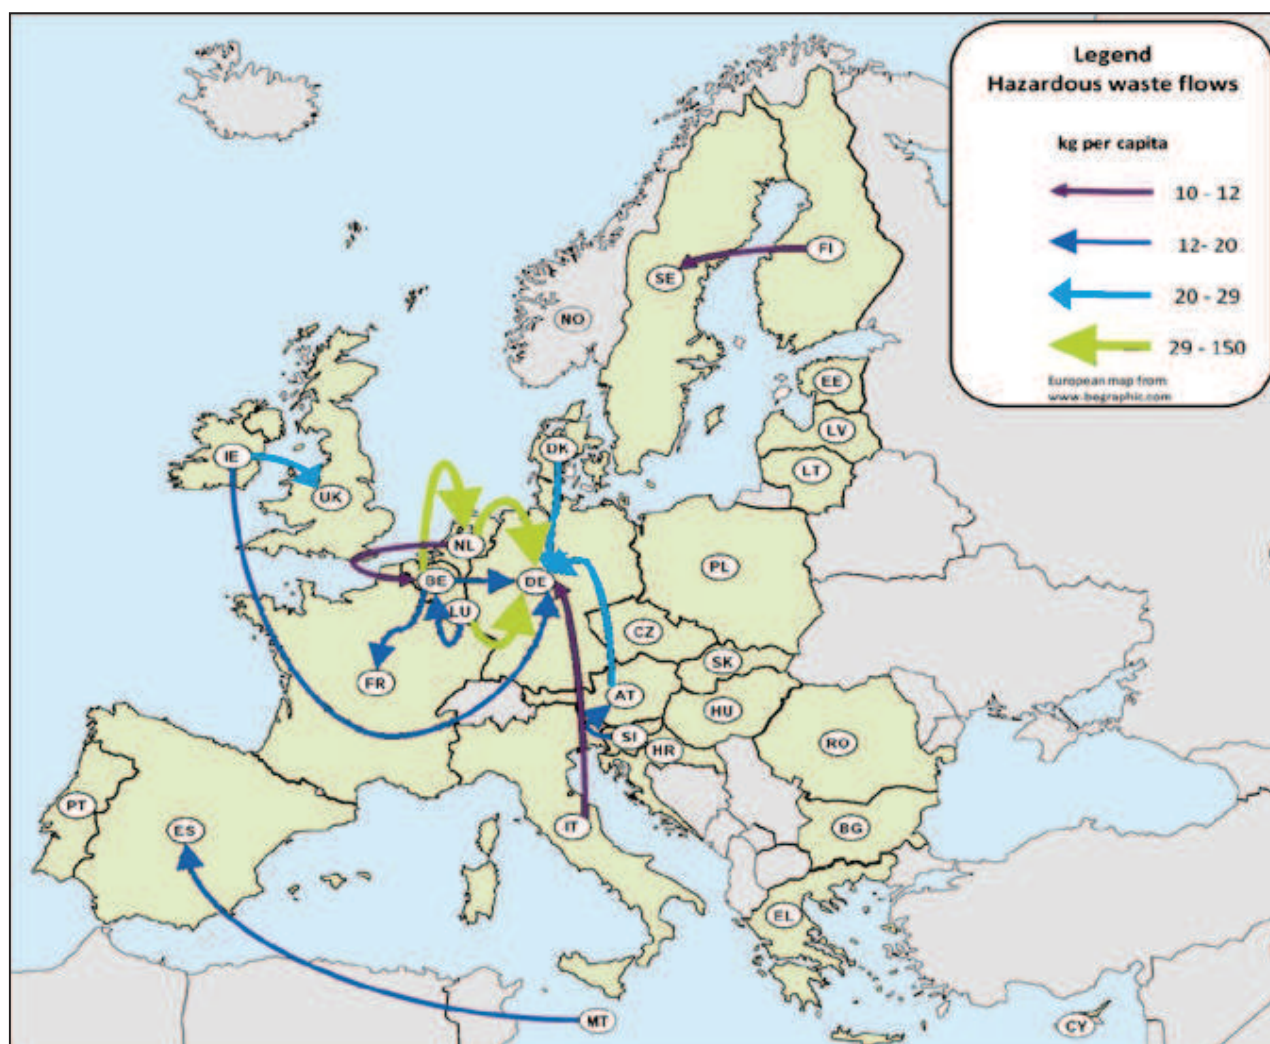 Legend
Hazardous waste flows
kg per capita
10 - 12
12- 20
20 - 29
29 - 150
European map from
www.begraphic.com
FI
SE
NO
EE
LV
LT
DK
IE
UK
NL
BE
DE
PL
LU
CZ
SK
FR
AT
HU
SI
HR
RO
PT
ES
IT
BG
EL
MT
CY